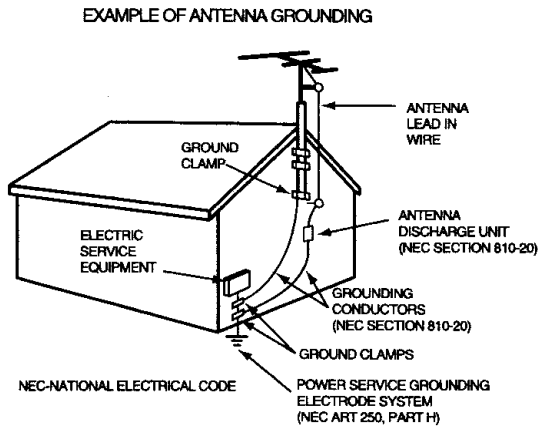 EXAMPLE OF ANTENNA GROUNDING
ANTENNA
LEAD IN
WIRE
GROUND
CLAMP
ANTENNA
DISCHARGE UNIT
(NEC SECTION 810-20)
ELECTRIC
SERVICE
EQUIPMENT
GROUNDING
CONDUCTORS
(NEC SECTION 810-20)
GROUND CLAMPS
NEC-NATIONAL ELECTRICAL CODE
POWER SERVICE GROUNDING
ELECTRODE SYSTEM
(NEC ART 250, PART H)